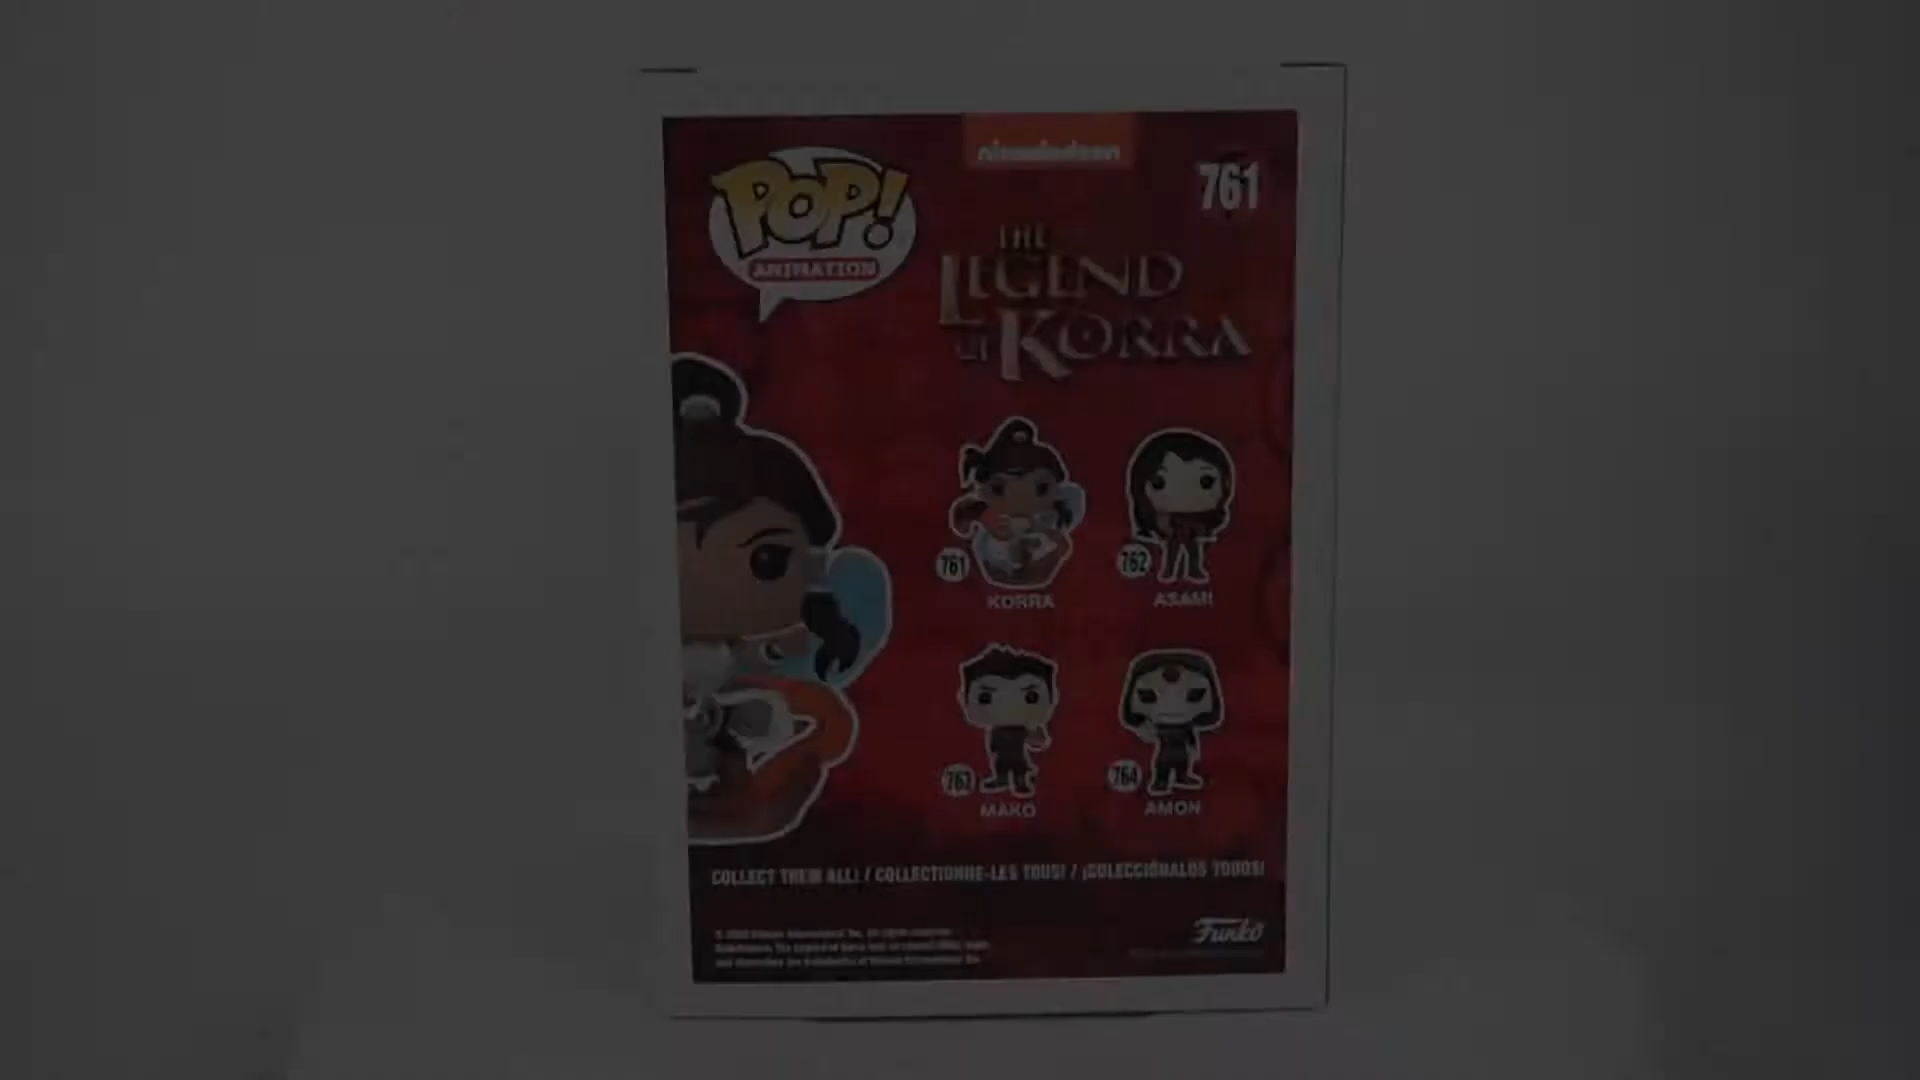 nickelodeon
POP!
ANIMATION
761
THE
LEGEND
OF KORRA
761
KORRA
762
ASAMI
763
MAKO
764
AMON
COLLECT THEM ALL! / COLLECTIONNE-LES TOUS! / ¡COLECCIÓNALOS TODOS!
Funko